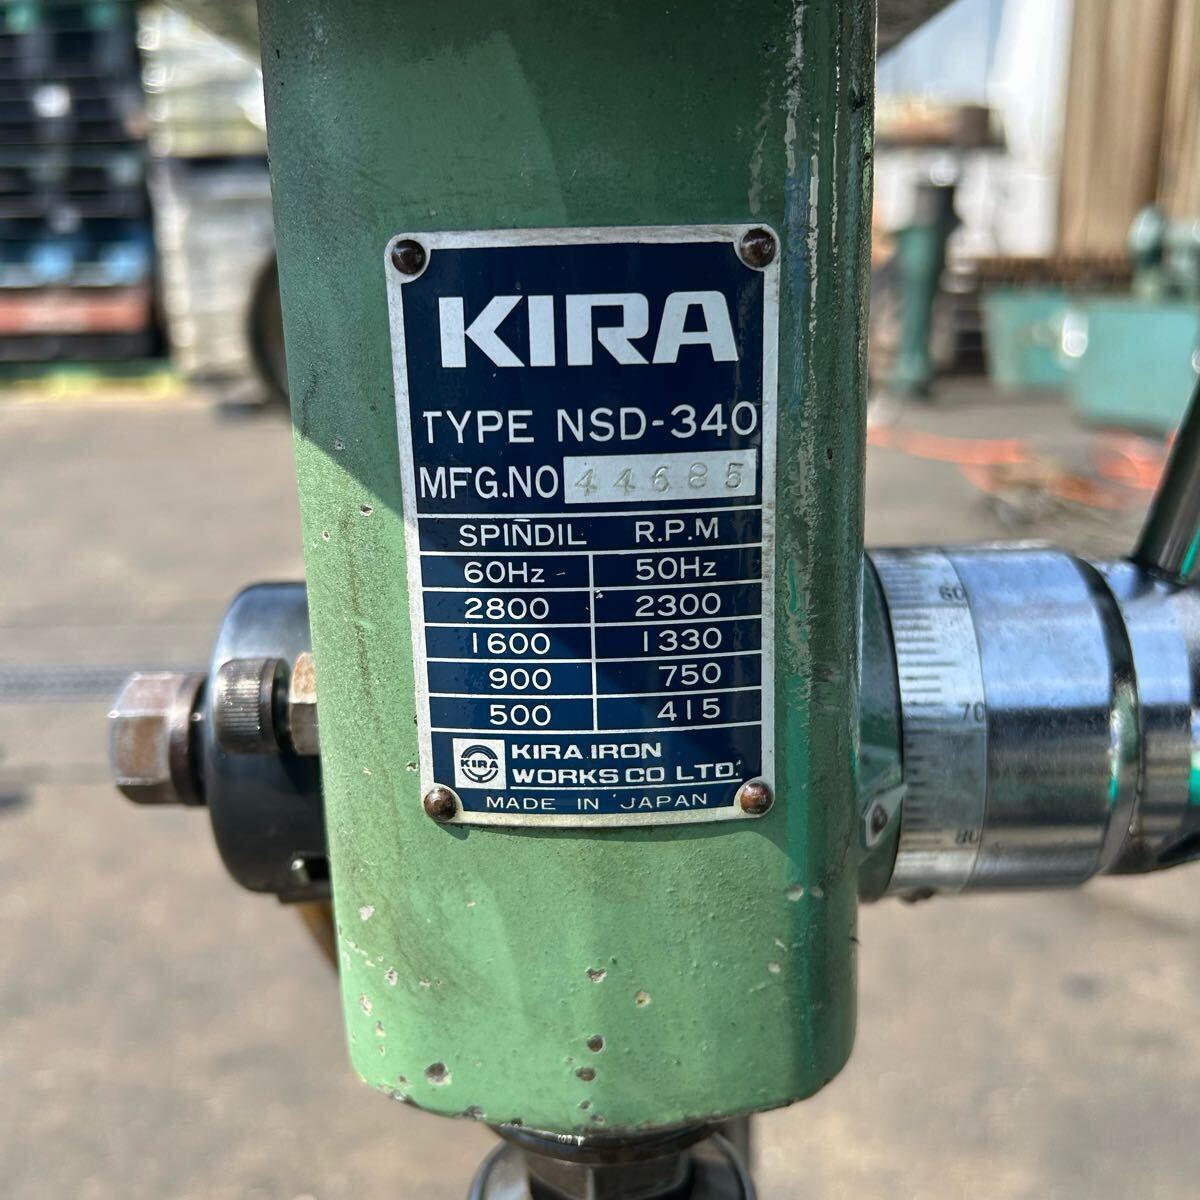 KIRA
TYPE NSD-340
MFG.NO 44685
SPINDIL R.P.M
60Hz 50Hz
2800 2300
1600 1330
900 750
500 415
KIRA
KIRA IRON
WORKS CO LTD.
MADE IN JAPAN
60
70
80